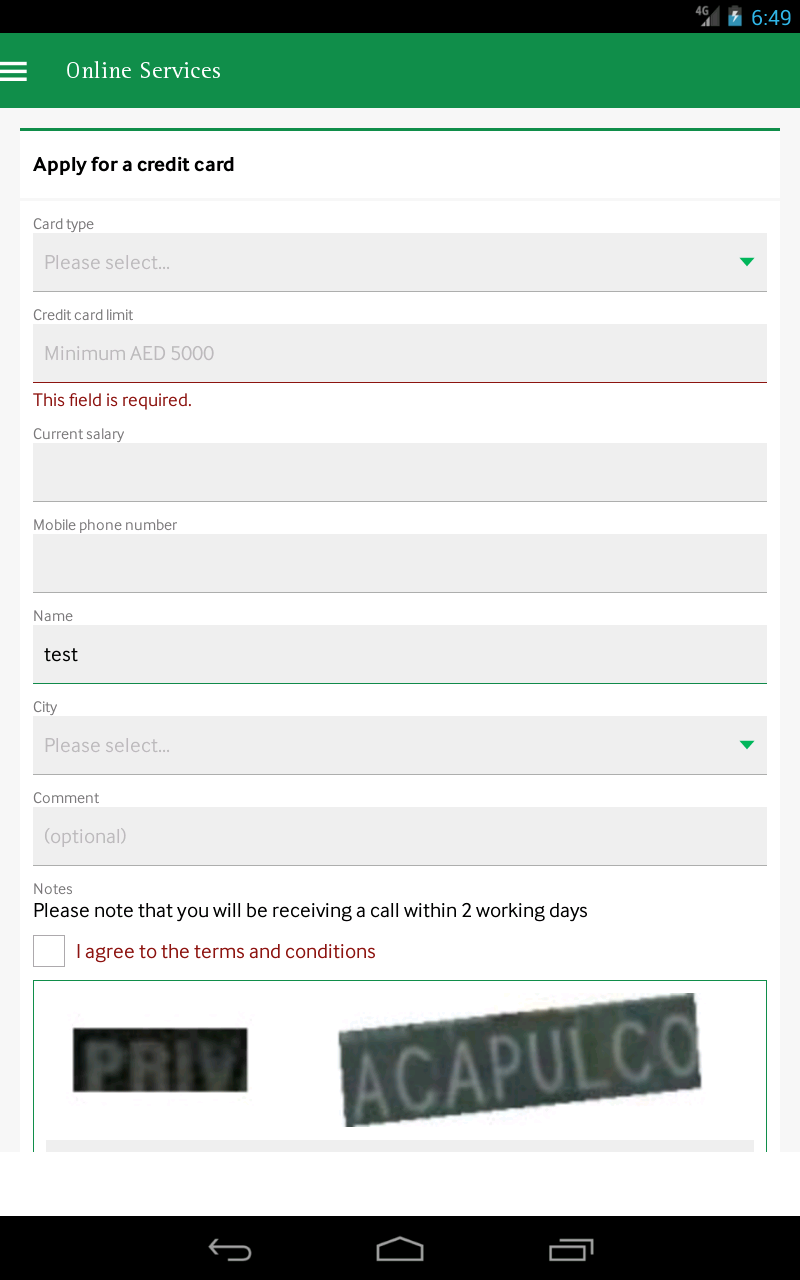 4G 6:49
Online Services
Apply for a credit card
Card type
Please select...
Credit card limit
Minimum AED 5000
This field is required.
Current salary
Mobile phone number
Name
test
City
Please select...
Comment
(optional)
Notes
Please note that you will be receiving a call within 2 working days
I agree to the terms and conditions
PRIV ACAPULCO